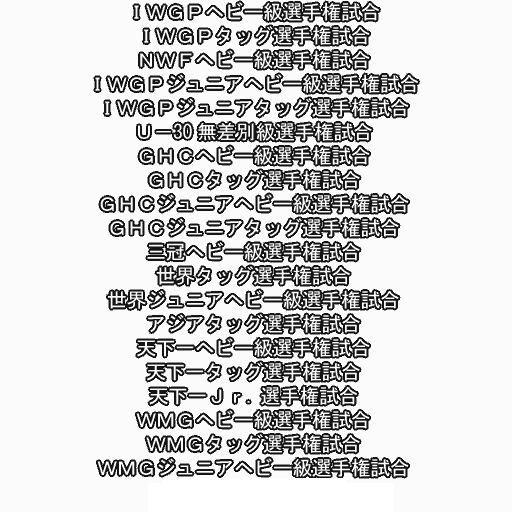 ＩＷＧＰヘビー級選手権試合
ＩＷＧＰタッグ選手権試合
ＮＷＦヘビー級選手権試合
ＩＷＧＰジュニアヘビー級選手権試合
ＩＷＧＰジュニアタッグ選手権試合
Ｕ－30 無差別級選手権試合
ＧＨＣヘビー級選手権試合
ＧＨＣタッグ選手権試合
ＧＨＣジュニアヘビー級選手権試合
ＧＨＣジュニアタッグ選手権試合
三冠ヘビー級選手権試合
世界タッグ選手権試合
世界ジュニアヘビー級選手権試合
アジアタッグ選手権試合
天下一ヘビー級選手権試合
天下一タッグ選手権試合
天下一Ｊｒ．選手権試合
ＷＭＧヘビー級選手権試合
ＷＭＧタッグ選手権試合
ＷＭＧジュニアヘビー級選手権試合